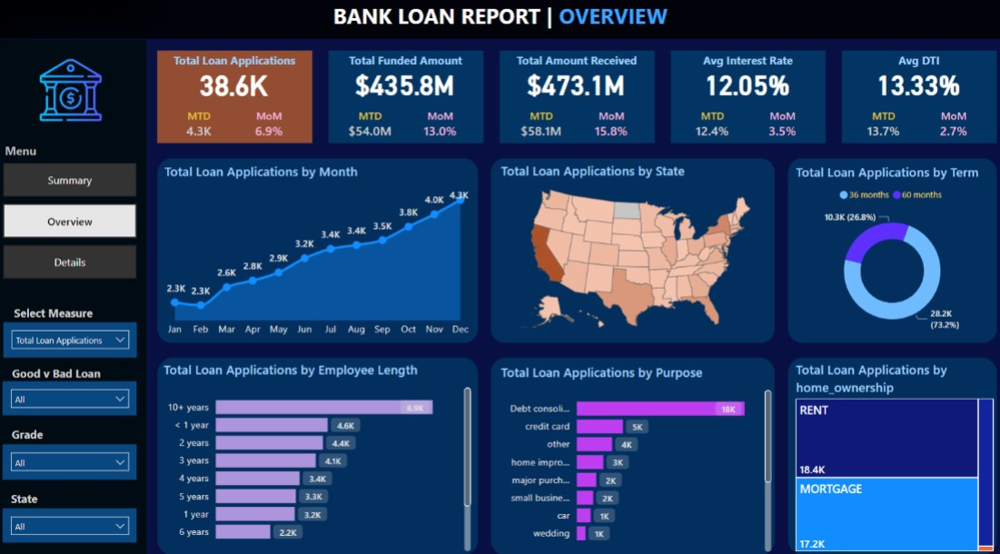 BANK LOAN REPORT | OVERVIEW
Menu
Summary
Overview
Details
Select Measure
Total Loan Applications
Good v Bad Loan
All
Grade
All
State
All
Total Loan Applications
38.6K
MTD MoM
4.3K 6.9%
Total Funded Amount
$435.8M
MTD MoM
$54.0M 13.0%
Total Amount Received
$473.1M
MTD MoM
$58.1M 15.8%
Avg Interest Rate
12.05%
MTD MoM
12.4% 3.5%
Avg DTI
13.33%
MTD MoM
13.7% 2.7%
Total Loan Applications by Month
2.3K 2.3K 2.6K 2.8K 2.9K 3.2K 3.4K 3.4K 3.5K 3.8K 4.0K 4.3K
Jan Feb Mar Apr May Jun Jul Aug Sep Oct Nov Dec
Total Loan Applications by State
Total Loan Applications by Term
36 months 60 months
10.3K (26.8%)
28.2K
(73.2%)
Total Loan Applications by Employee Length
10+ years 8.9K
< 1 year 4.6K
2 years 4.4K
3 years 4.1K
4 years 3.4K
5 years 3.3K
1 year 3.2K
6 years 2.2K
Total Loan Applications by Purpose
Debt consoli... 18K
credit card 5K
other 4K
home impro... 3K
major purch... 2K
small busine... 2K
car 1K
wedding 1K
Total Loan Applications by
home_ownership
RENT
18.4K
MORTGAGE
17.2K